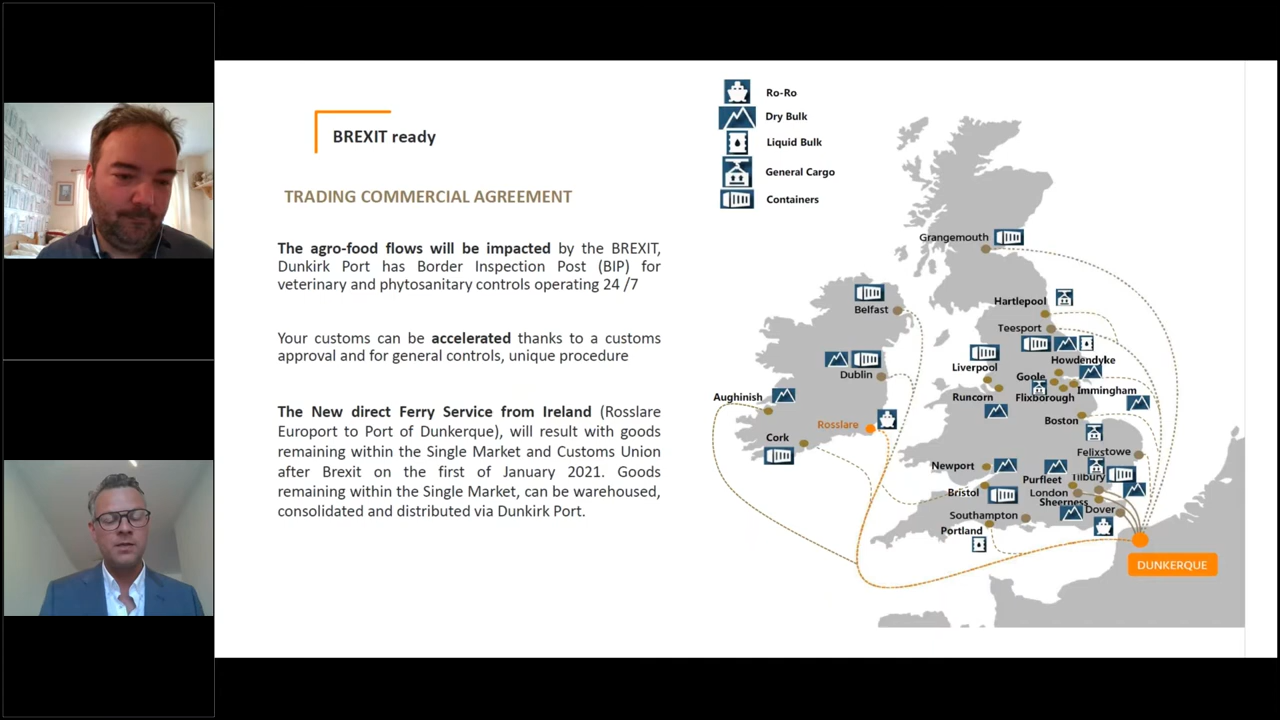 BREXIT ready
TRADING COMMERCIAL AGREEMENT
The agro-food flows will be impacted by the BREXIT,
Dunkirk Port has Border Inspection Post (BIP) for
veterinary and phytosanitary controls operating 24 /7
Your customs can be accelerated thanks to a customs
approval and for general controls, unique procedure
The New direct Ferry Service from Ireland (Rosslare
Europort to Port of Dunkerque), will result with goods
remaining within the Single Market and Customs Union
after Brexit on the first of January 2021. Goods
remaining within the Single Market, can be warehoused,
consolidated and distributed via Dunkirk Port.
Ro-Ro
Dry Bulk
Liquid Bulk
General Cargo
Containers
Grangemouth
Belfast
Hartlepool
Teesport
Howdendyke
Liverpool
Dublin
Goole
Immingham
Aughinish
Runcorn
Flixborough
Rosslare
Boston
Cork
Felixstowe
Newport
Purfleet
Tilbury
Bristol
London
Sheerness
Southampton
Dover
Portland
DUNKERQUE